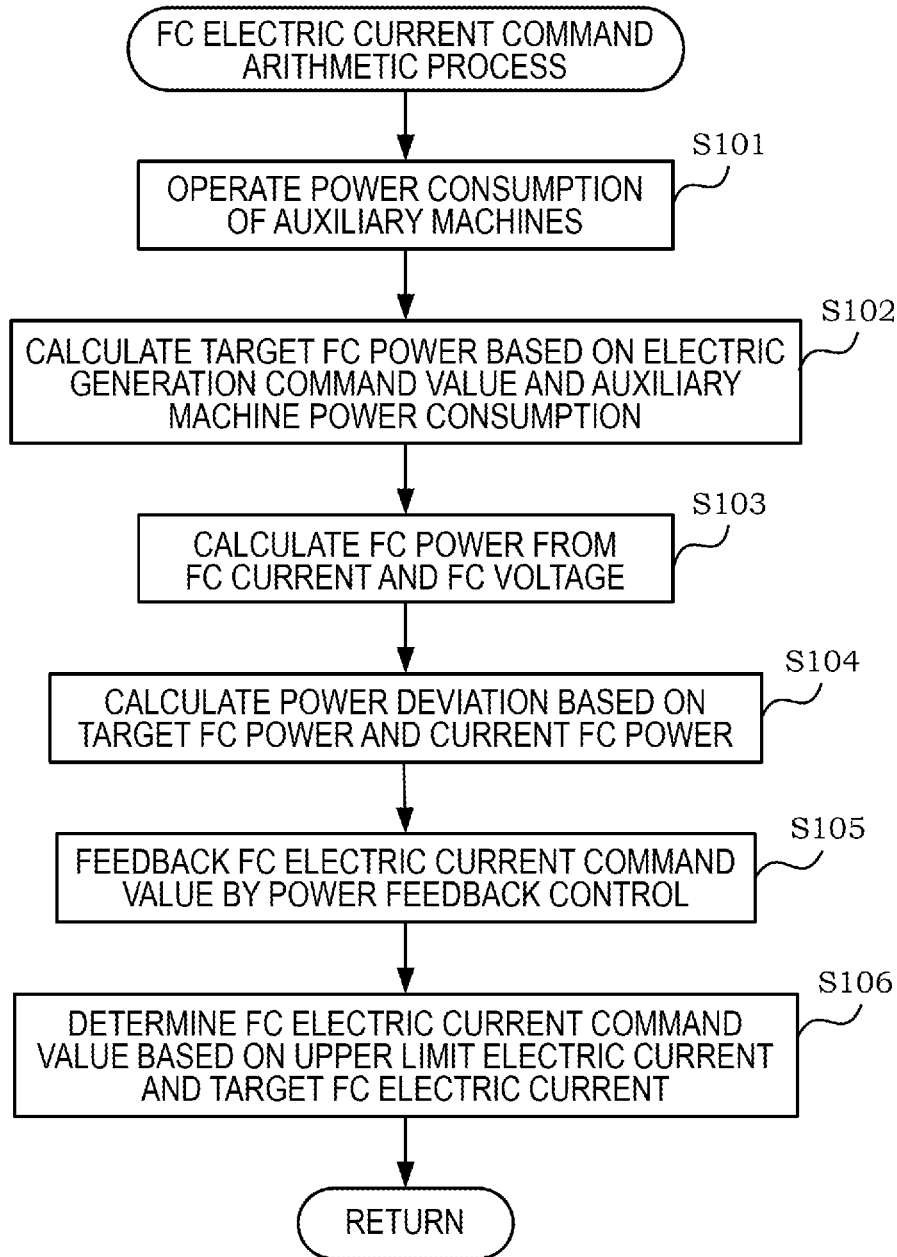 FC ELECTRIC CURRENT COMMAND
ARITHMETIC PROCESS
S101
OPERATE POWER CONSUMPTION
OF AUXILIARY MACHINES
S102
CALCULATE TARGET FC POWER BASED ON ELECTRIC
GENERATION COMMAND VALUE AND AUXILIARY
MACHINE POWER CONSUMPTION
S103
CALCULATE FC POWER FROM
FC CURRENT AND FC VOLTAGE
S104
CALCULATE POWER DEVIATION BASED ON
TARGET FC POWER AND CURRENT FC POWER
S105
FEEDBACK FC ELECTRIC CURRENT COMMAND
VALUE BY POWER FEEDBACK CONTROL
S106
DETERMINE FC ELECTRIC CURRENT COMMAND
VALUE BASED ON UPPER LIMIT ELECTRIC CURRENT
AND TARGET FC ELECTRIC CURRENT
RETURN